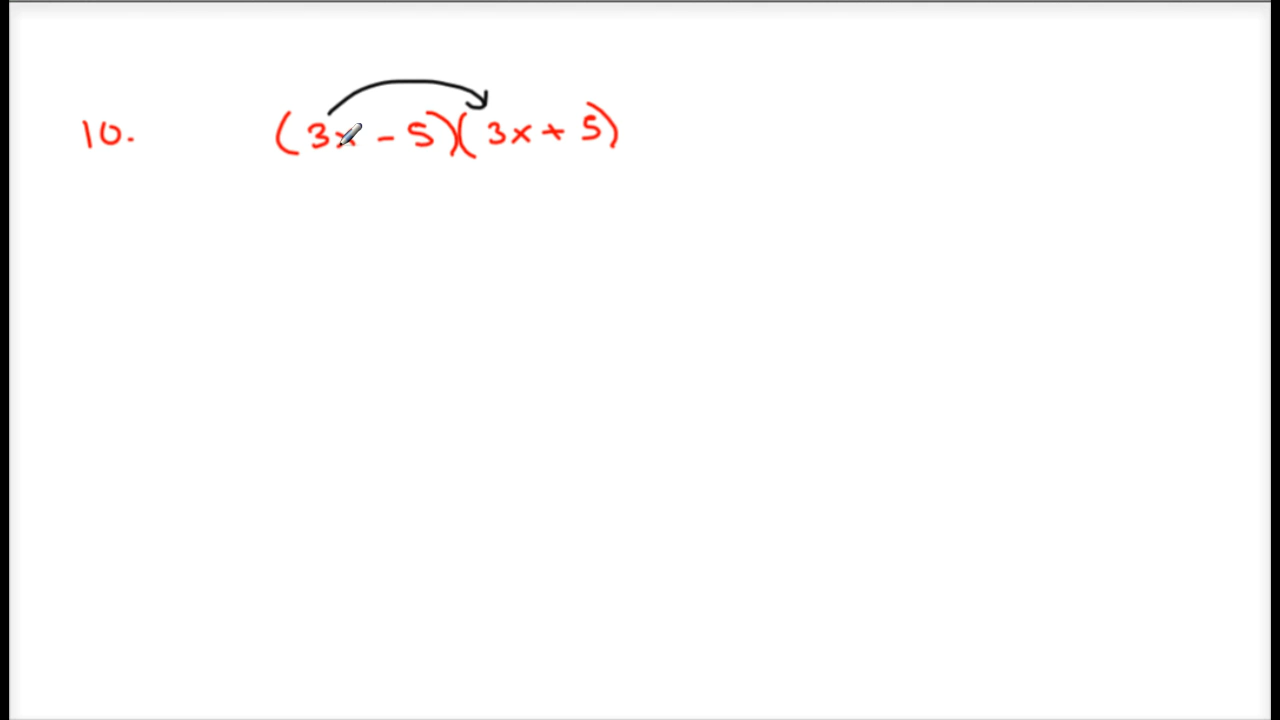 10. (3x - 5)(3x + 5)